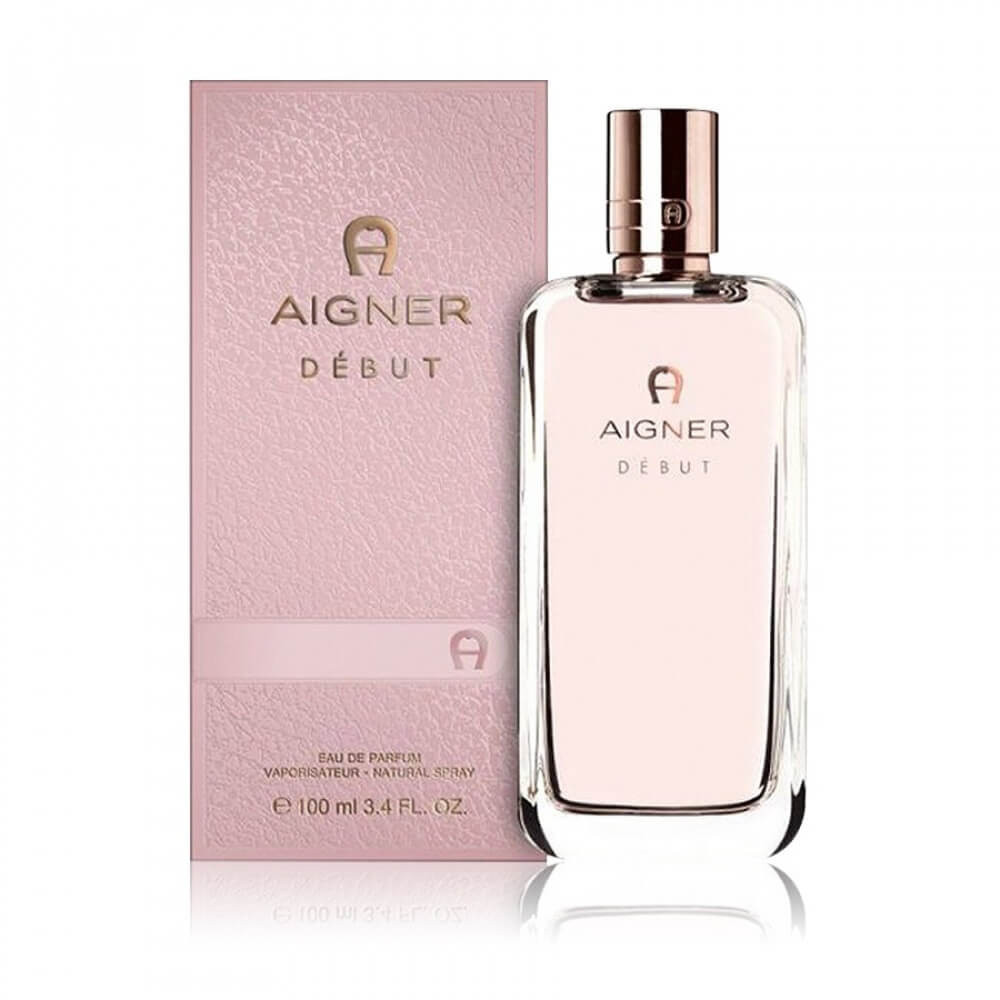 AIGNER
DÉBUT
EAU DE PARFUM
VAPORISATEUR - NATURAL SPRAY
℮ 100 ml 3.4 FL. OZ.
AIGNER
DÉBUT